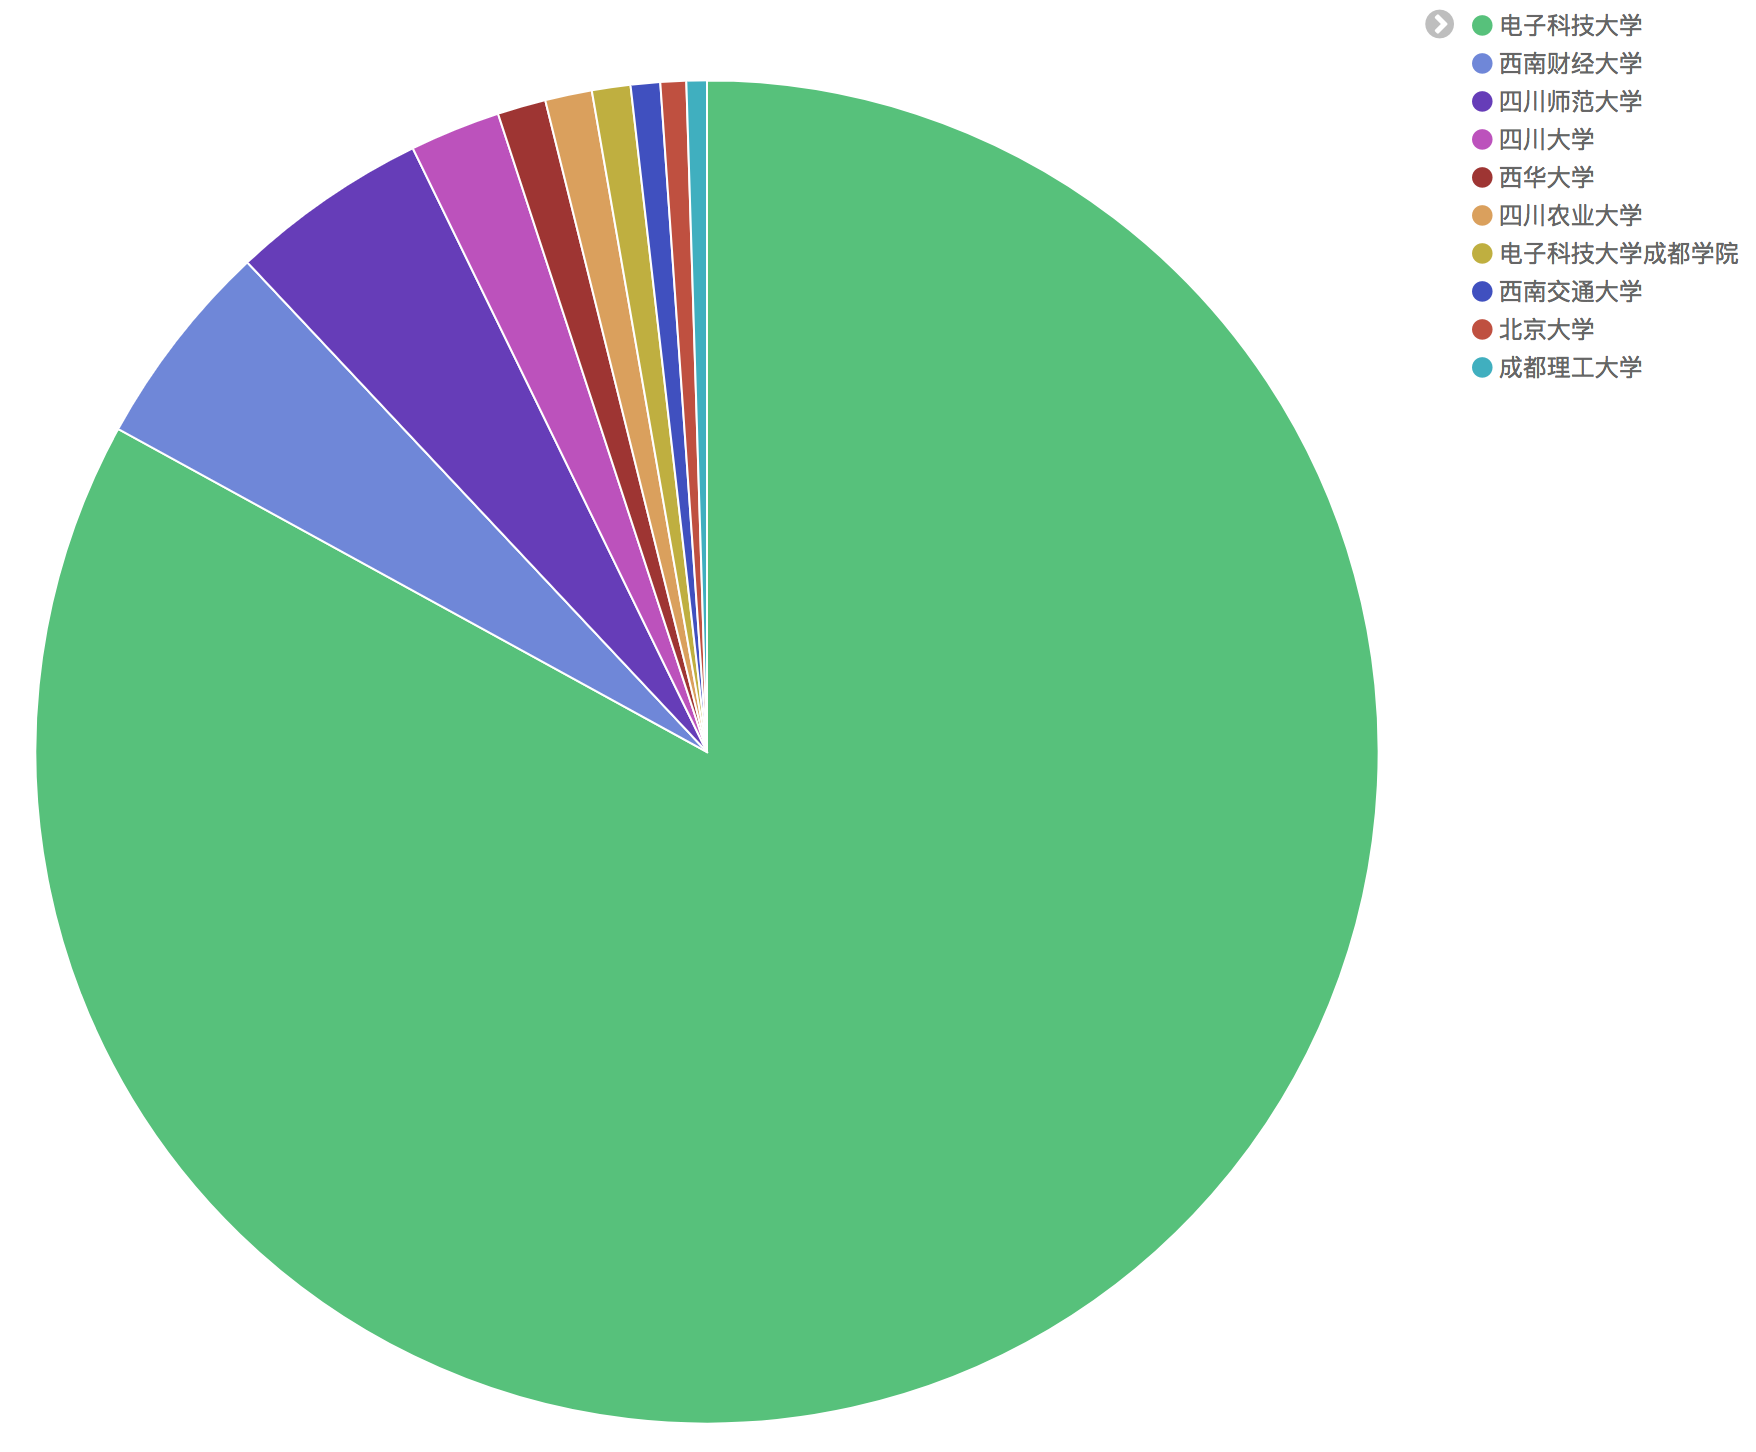 电子科技大学
西南财经大学
四川师范大学
四川大学
西华大学
四川农业大学
电子科技大学成都学院
西南交通大学
北京大学
成都理工大学